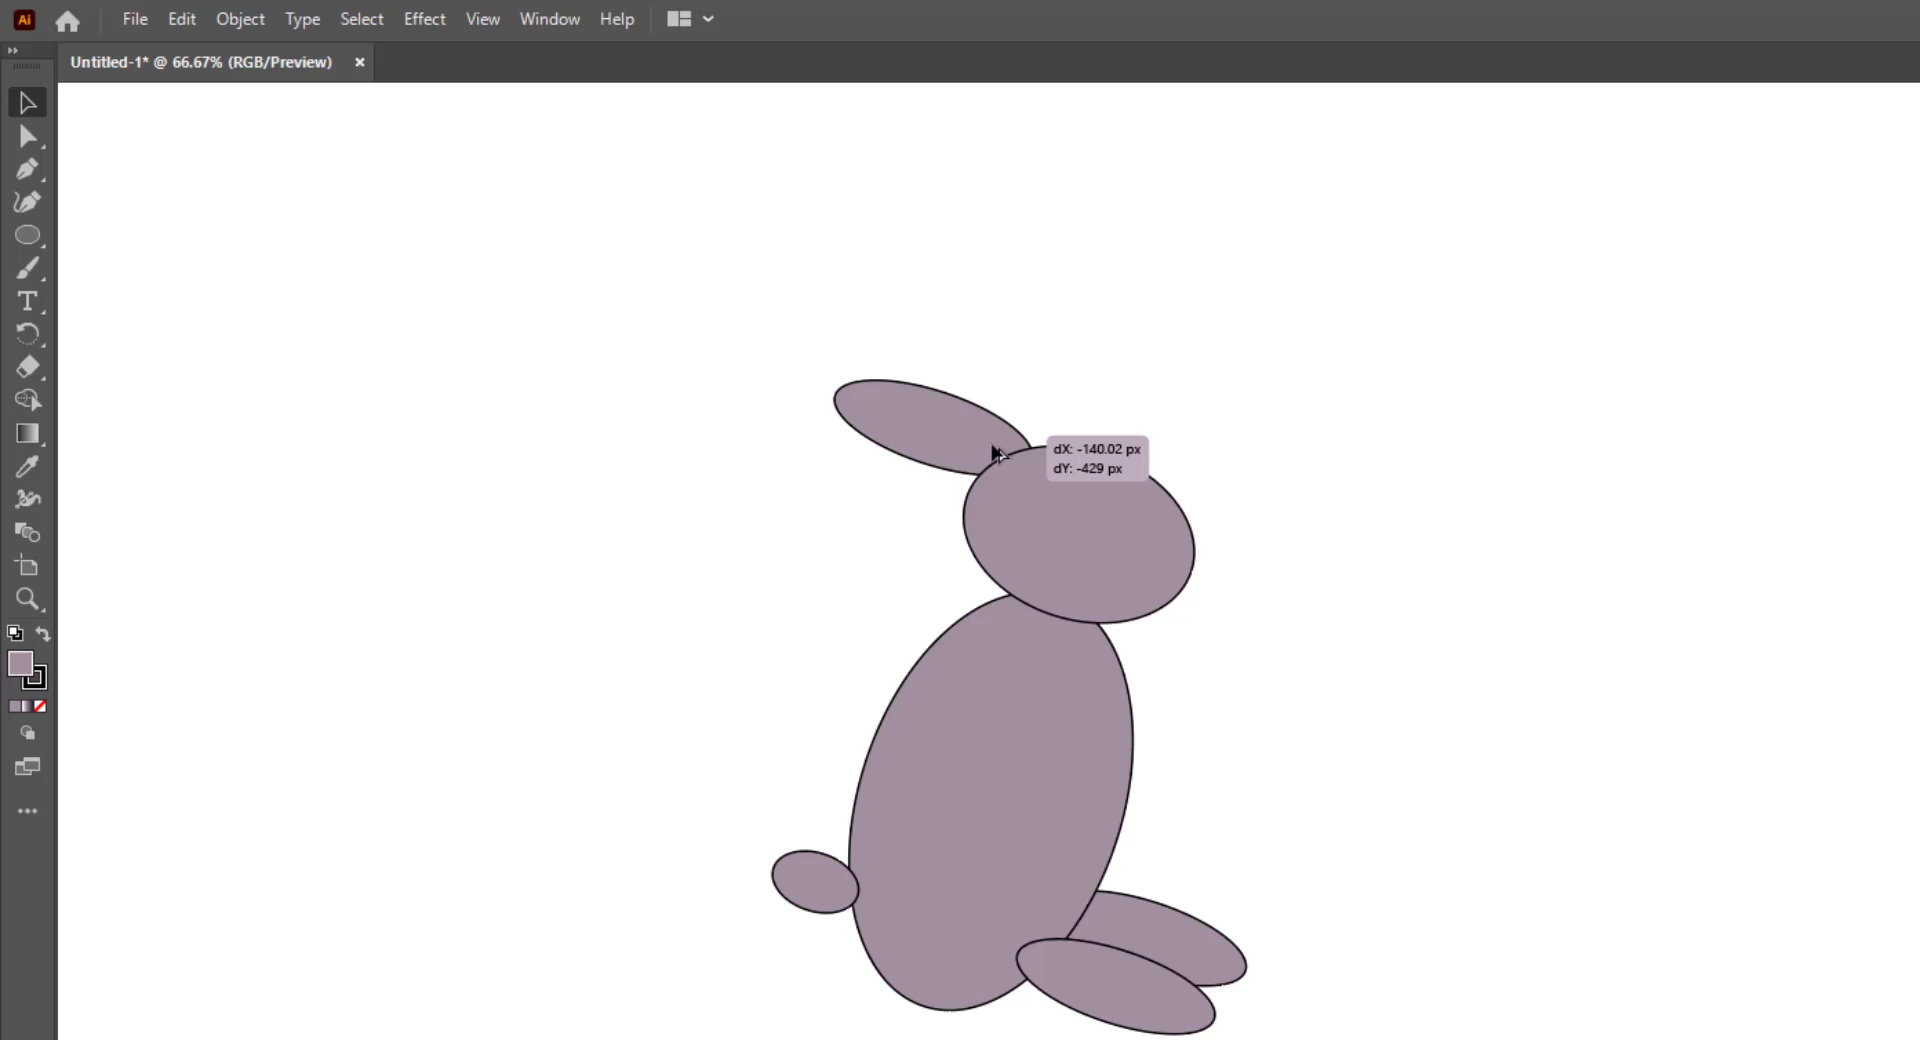 Ai File Edit Object Type Select Effect View Window Help
Untitled-1* @ 66.67% (RGB/Preview) ×
dX: -140.02 px
dY: -429 px